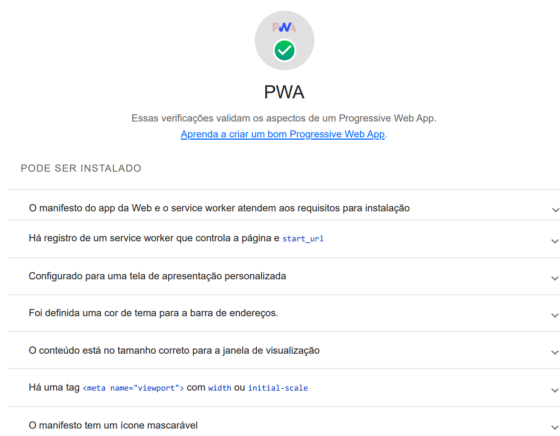 PWA
PWA
Essas verificações validam os aspectos de um Progressive Web App.
Aprenda a criar um bom Progressive Web App.
PODE SER INSTALADO
O manifesto do app da Web e o service worker atendem aos requisitos para instalação
Há registro de um service worker que controla a página e start_url
Configurado para uma tela de apresentação personalizada
Foi definida uma cor de tema para a barra de endereços.
O conteúdo está no tamanho correto para a janela de visualização
Há uma tag <meta name="viewport"> com width ou initial-scale
O manifesto tem um ícone mascarável